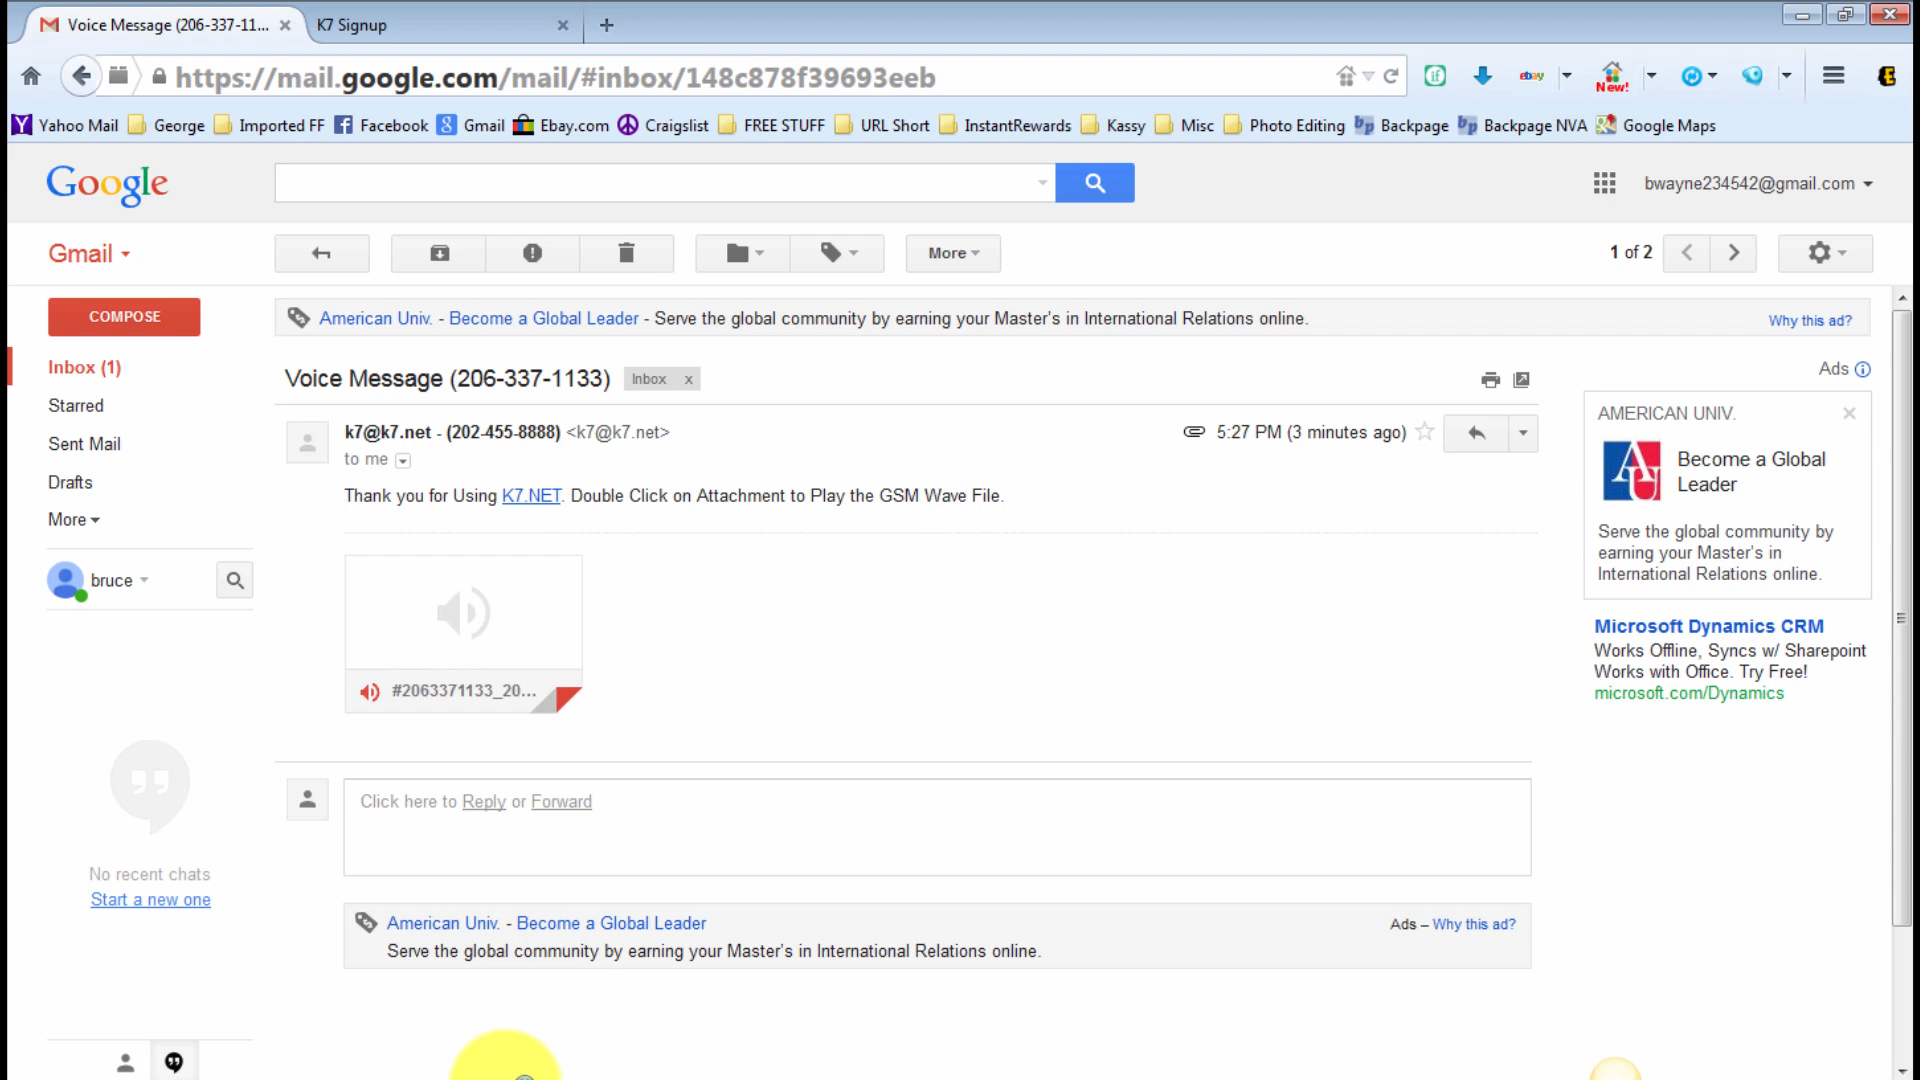 Voice Message (206-337-11...
K7 Signup
https://mail.google.com/mail/#inbox/148c878f39693eeb
if
ebay
New!
Yahoo Mail George Imported FF Facebook Gmail Ebay.com Craigslist FREE STUFF URL Short InstantRewards Kassy Misc Photo Editing Backpage Backpage NVA Google Maps
Google
bwayne234542@gmail.com
Gmail
More
1 of 2
COMPOSE
American Univ. - Become a Global Leader - Serve the global community by earning your Master's in International Relations online.
Why this ad?
Inbox (1)
Starred
Sent Mail
Drafts
More
bruce
Voice Message (206-337-1133)
Inbox x
Ads
k7@k7.net - (202-455-8888) <k7@k7.net>
5:27 PM (3 minutes ago)
to me
Thank you for Using K7.NET. Double Click on Attachment to Play the GSM Wave File.
#2063371133_20...
AMERICAN UNIV.
AU
Become a Global
Leader
Serve the global community by
earning your Master's in
International Relations online.
Microsoft Dynamics CRM
Works Offline, Syncs w/ Sharepoint
Works with Office. Try Free!
microsoft.com/Dynamics
Click here to Reply or Forward
No recent chats
Start a new one
American Univ. - Become a Global Leader
Ads – Why this ad?
Serve the global community by earning your Master's in International Relations online.